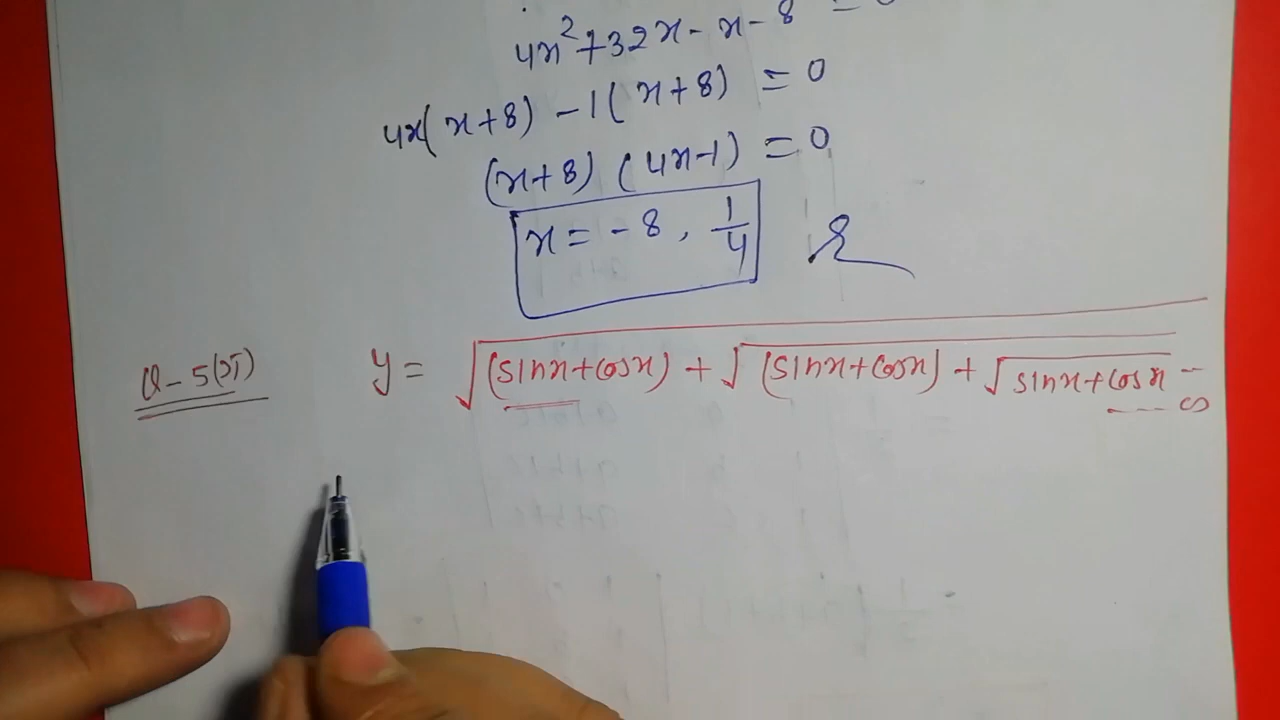 4x²+32x - x - 8 = 0
4x(x+8) - 1(x+8) = 0
(x+8) (4x-1) = 0
x = -8, 1/4
Q-5(ज) y = √(sinx+cosx) + √(sinx+cosx) + √sinx+cosx - ---- ∞